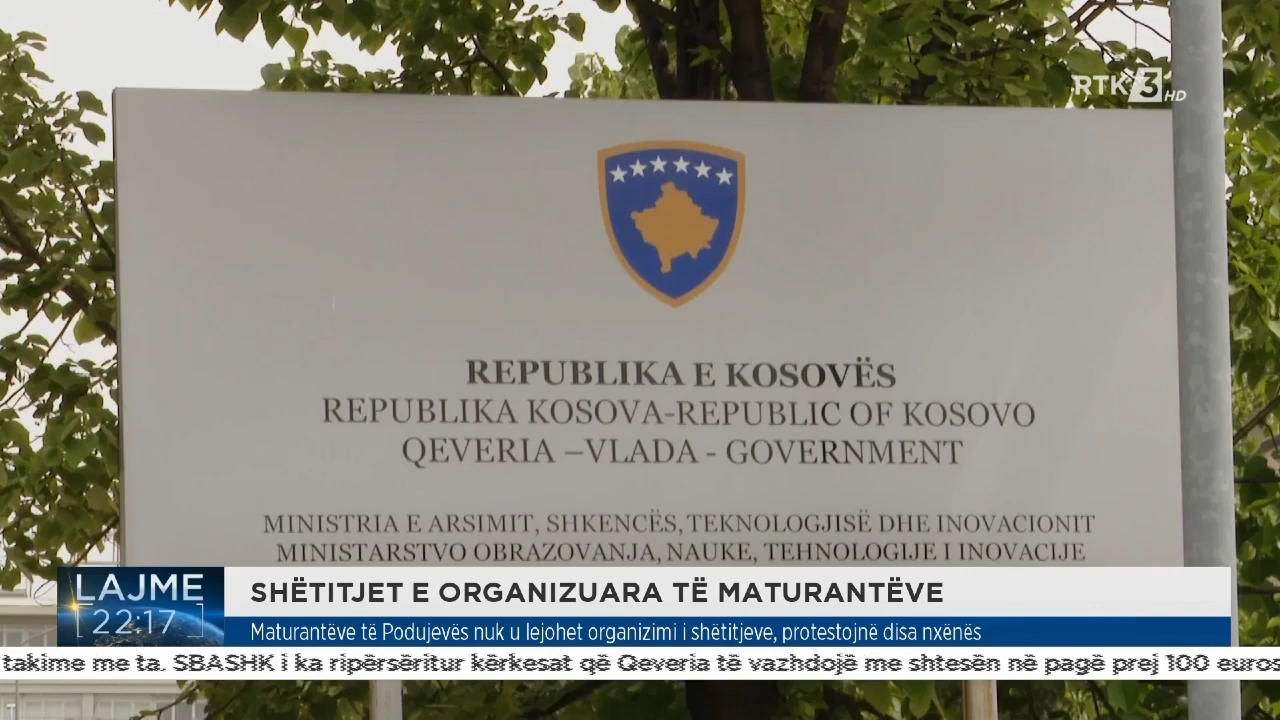 RTK 3 HD
REPUBLIKA E KOSOVËS
REPUBLIKA KOSOVA-REPUBLIC OF KOSOVO
QEVERIA –VLADA - GOVERNMENT
MINISTRIA E ARSIMIT, SHKENCËS, TEKNOLOGJISË DHE INOVACIONIT
MINISTARSTVO OBRAZOVANJA, NAUKE, TEHNOLOGIJE I INOVACIJE
LAJME
22:17
SHËTITJET E ORGANIZUARA TË MATURANTËVE
Maturantëve të Podujevës nuk u lejohet organizimi i shëtitjeve, protestojnë disa nxënës
takime me ta. SBASHK i ka ripërsëritur kërkesat që Qeveria të vazhdojë me shtesën në pagë prej 100 euros